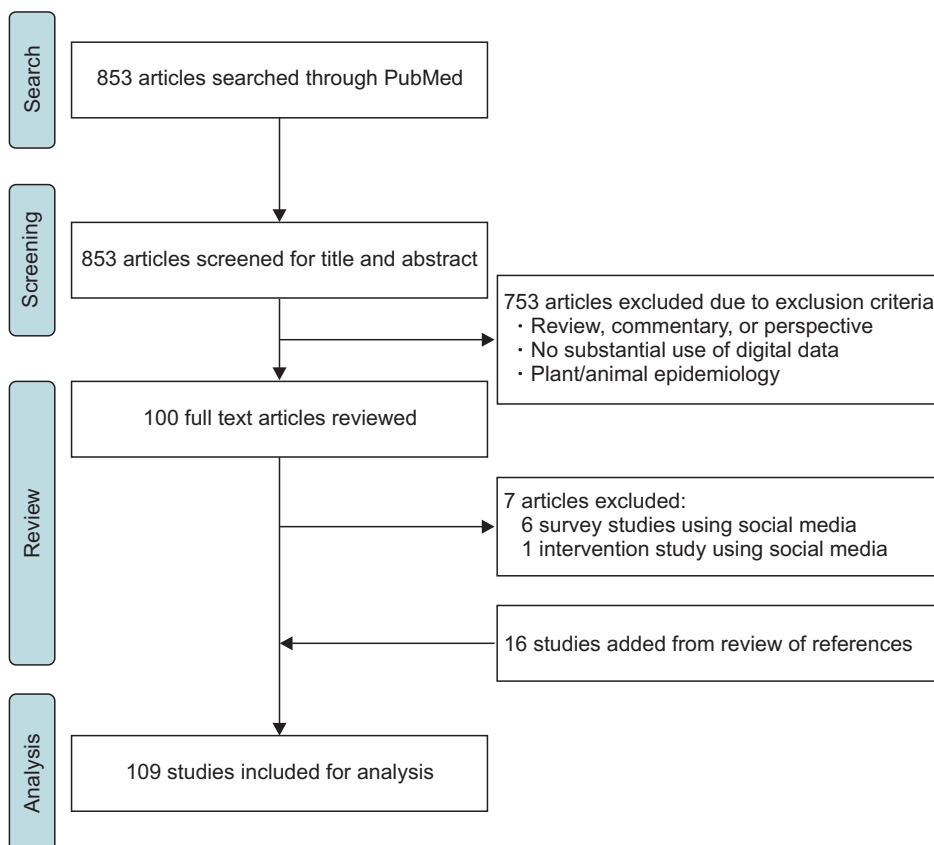 Search
853 articles searched through PubMed
Screening
853 articles screened for title and abstract
753 articles excluded due to exclusion criteria
· Review, commentary, or perspective
· No substantial use of digital data
· Plant/animal epidemiology
Review
100 full text articles reviewed
7 articles excluded:
6 survey studies using social media
1 intervention study using social media
16 studies added from review of references
Analysis
109 studies included for analysis